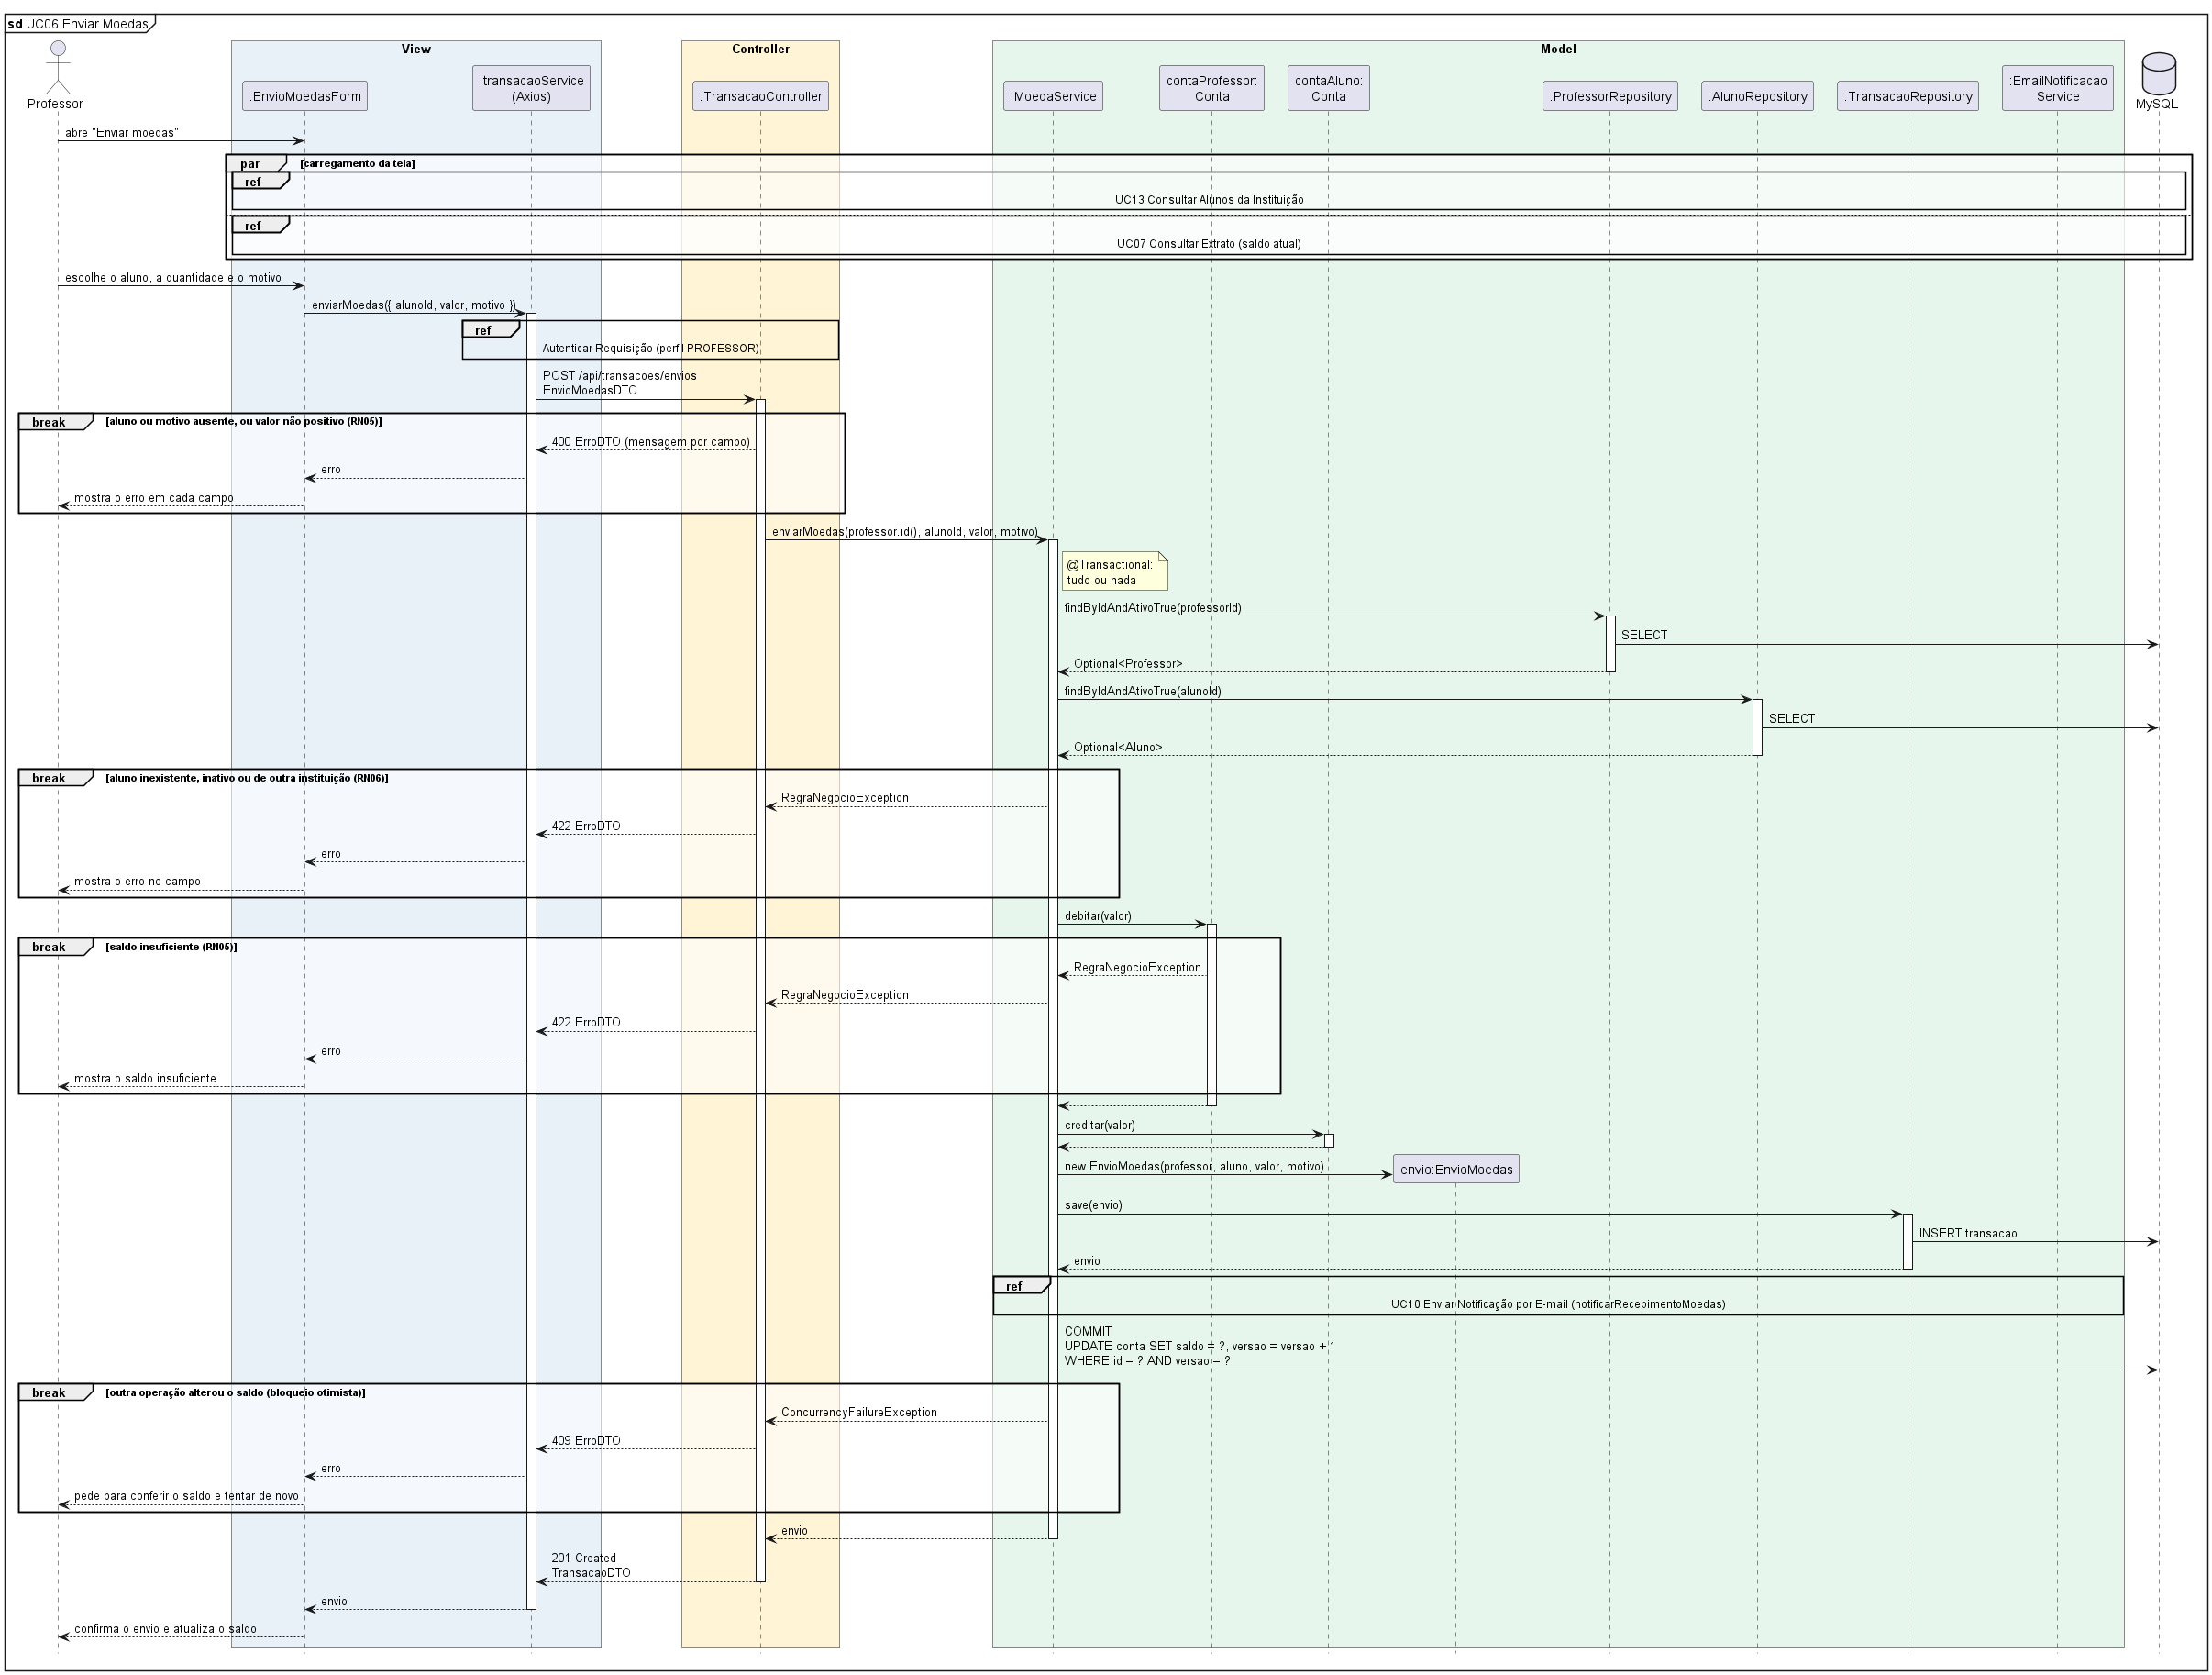 sd UC06 Enviar Moedas
View
Controller
Model
Professor
:EnvioMoedasForm
:transacaoService
(Axios)
:TransacaoController
:MoedaService
contaProfessor:
Conta
contaAluno:
Conta
:ProfessorRepository
:AlunoRepository
:TransacaoRepository
:EmailNotificacao
Service
MySQL
abre "Enviar moedas"
par [carregamento da tela]
ref
UC13 Consultar Alunos da Instituição
ref
UC07 Consultar Extrato (saldo atual)
escolhe o aluno, a quantidade e o motivo
enviarMoedas({ alunoId, valor, motivo })
ref
Autenticar Requisição (perfil PROFESSOR)
POST /api/transacoes/envios
EnvioMoedasDTO
break [aluno ou motivo ausente, ou valor não positivo (RN05)]
400 ErroDTO (mensagem por campo)
erro
mostra o erro em cada campo
enviarMoedas(professor.id(), alunoId, valor, motivo)
@Transactional:
tudo ou nada
findByIdAndAtivoTrue(professorId)
SELECT
Optional<Professor>
findByIdAndAtivoTrue(alunoId)
SELECT
Optional<Aluno>
break [aluno inexistente, inativo ou de outra instituição (RN06)]
RegraNegocioException
422 ErroDTO
erro
mostra o erro no campo
debitar(valor)
break [saldo insuficiente (RN05)]
RegraNegocioException
RegraNegocioException
422 ErroDTO
erro
mostra o saldo insuficiente
creditar(valor)
new EnvioMoedas(professor, aluno, valor, motivo)
envio:EnvioMoedas
save(envio)
INSERT transacao
envio
ref
UC10 Enviar Notificação por E-mail (notificarRecebimentoMoedas)
COMMIT
UPDATE conta SET saldo = ?, versao = versao + 1
WHERE id = ? AND versao = ?
break [outra operação alterou o saldo (bloqueio otimista)]
ConcurrencyFailureException
409 ErroDTO
erro
pede para conferir o saldo e tentar de novo
envio
201 Created
TransacaoDTO
envio
confirma o envio e atualiza o saldo